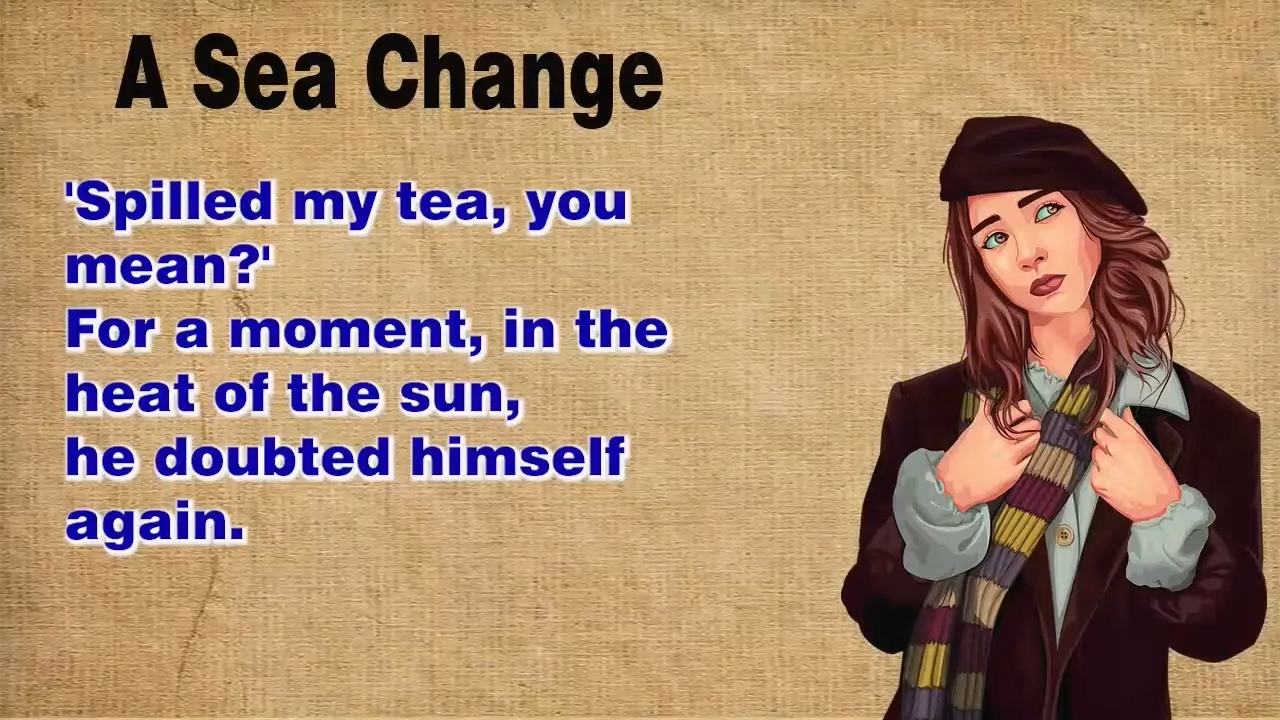 A Sea Change
'Spilled my tea, you
mean?'
For a moment, in the
heat of the sun,
he doubted himself
again.